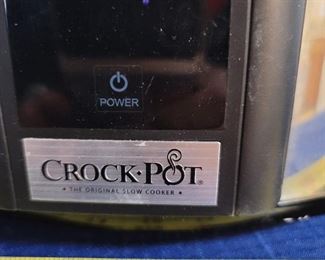 POWER
CROCK•POT®
• THE ORIGINAL SLOW COOKER •